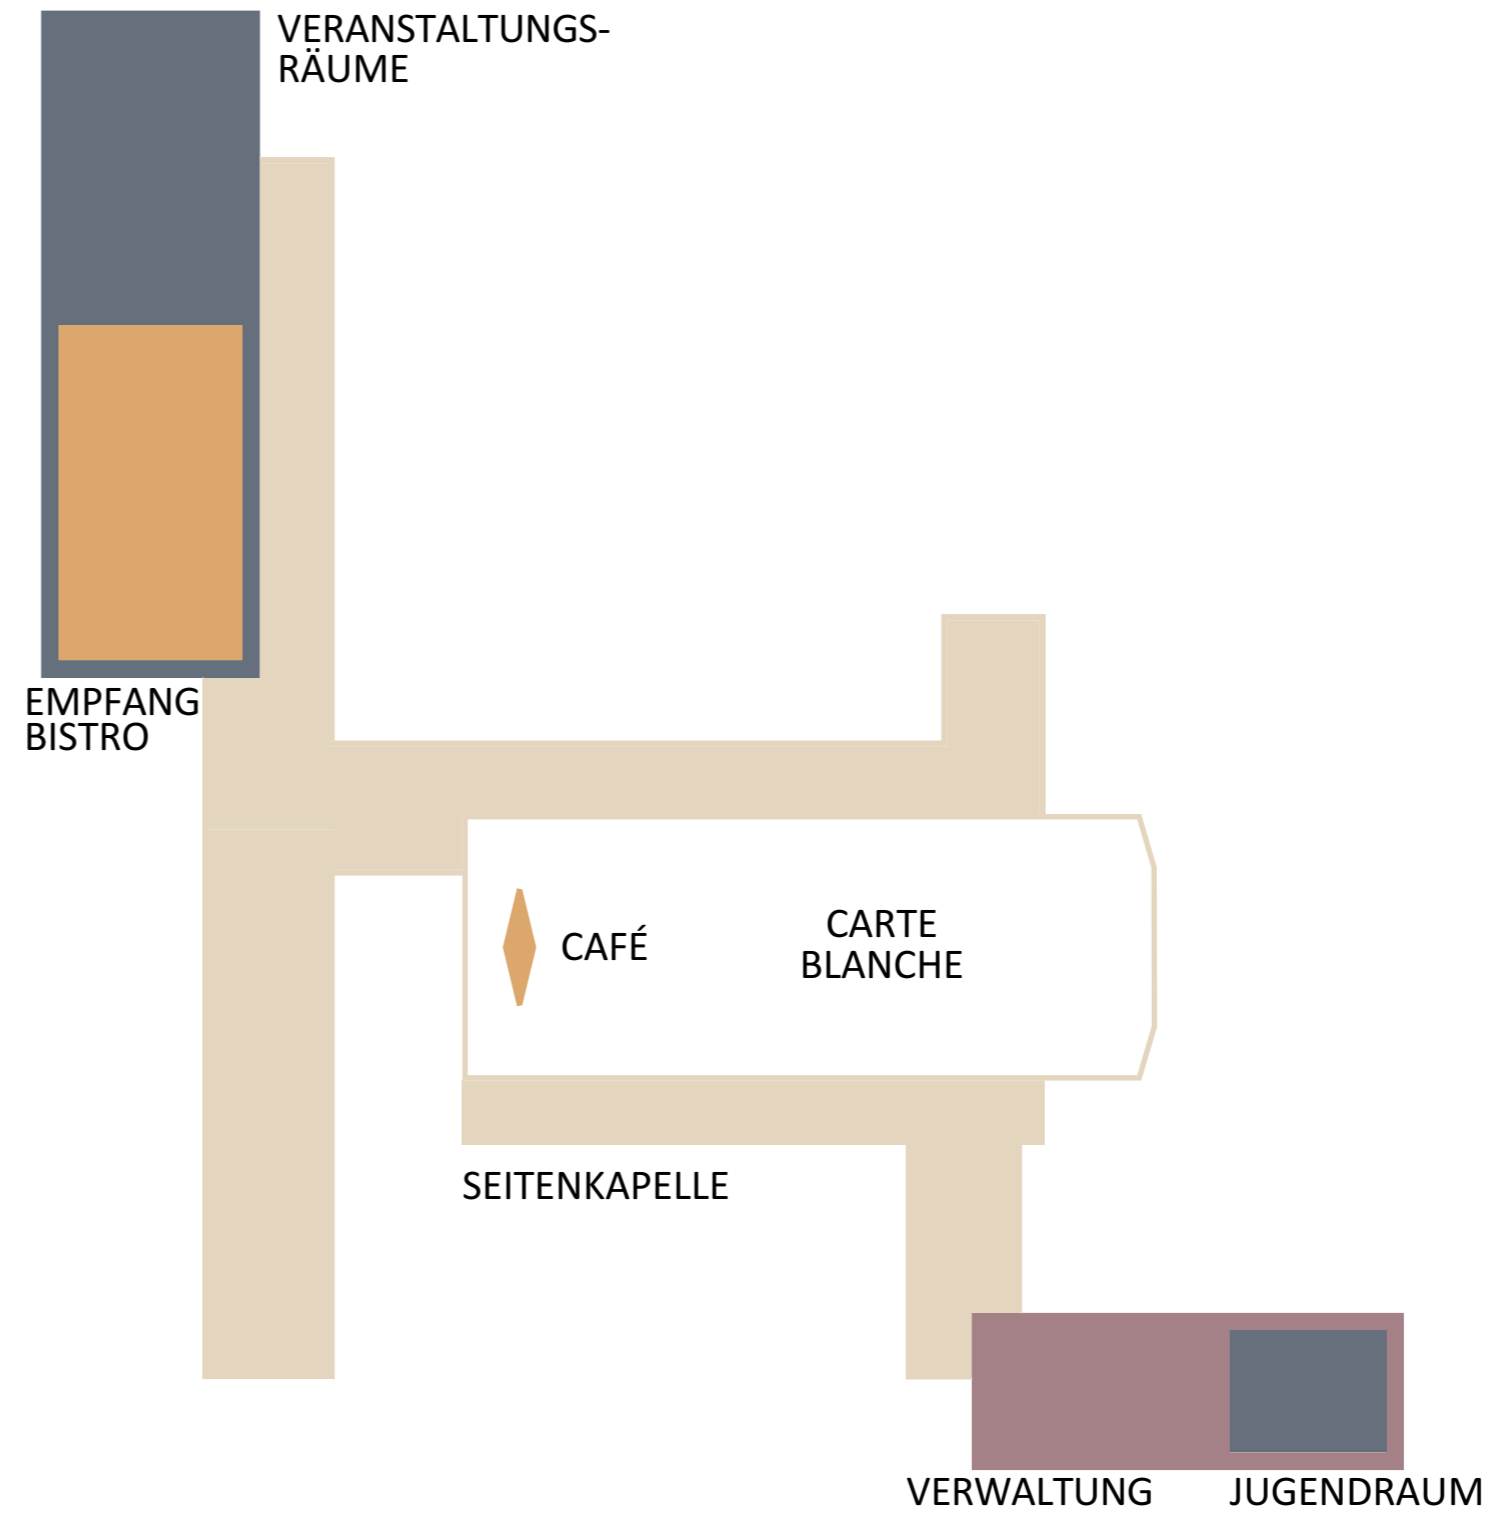 VERANSTALTUNGS-
RÄUME
EMPFANG
BISTRO
CAFÉ
CARTE
BLANCHE
SEITENKAPELLE
VERWALTUNG
JUGENDRAUM